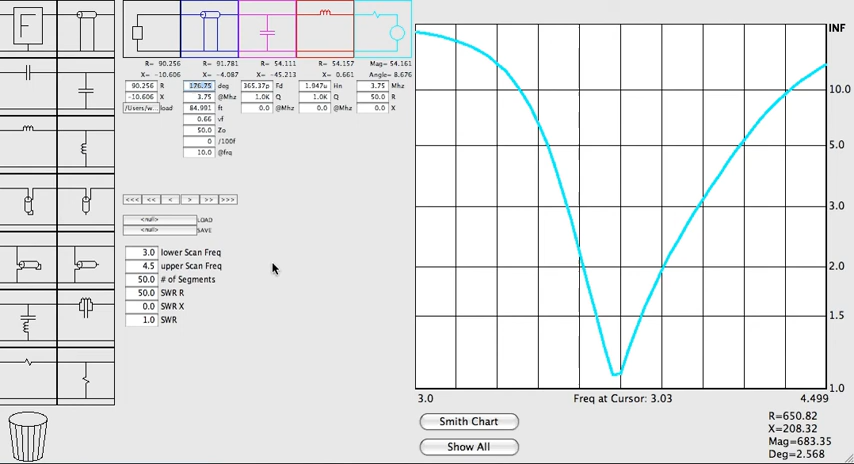 F
R= 90.256 R= 91.781 R= 54.111 R= 54.157 Mag= 54.161
X= -10.606 X= -4.087 X= -45.213 X= 0.661 Angle= 8.676
90.256 R 176.75 deg 365.37p Fd 1.947u Hn 3.75 Mhz
-10.606 X 3.75 @Mhz 1.0K Q 1.0K Q 50.0 R
/Users/w... load 84.991 ft 0.0 @Mhz 0.0 @Mhz 0.0 X
0.66 vf
50.0 Zo
0 /100f
10.0 @frq
<<< << < > >> >>>
<null> LOAD
<null> SAVE
3.0 lower Scan Freq
4.5 upper Scan Freq
50.0 # of Segments
50.0 SWR R
0.0 SWR X
1.0 SWR
INF
10.0
5.0
3.0
2.0
1.5
1.0
3.0 Freq at Cursor: 3.03 4.499
Smith Chart
Show All
R=650.82
X=208.32
Mag=683.35
Deg=2.568